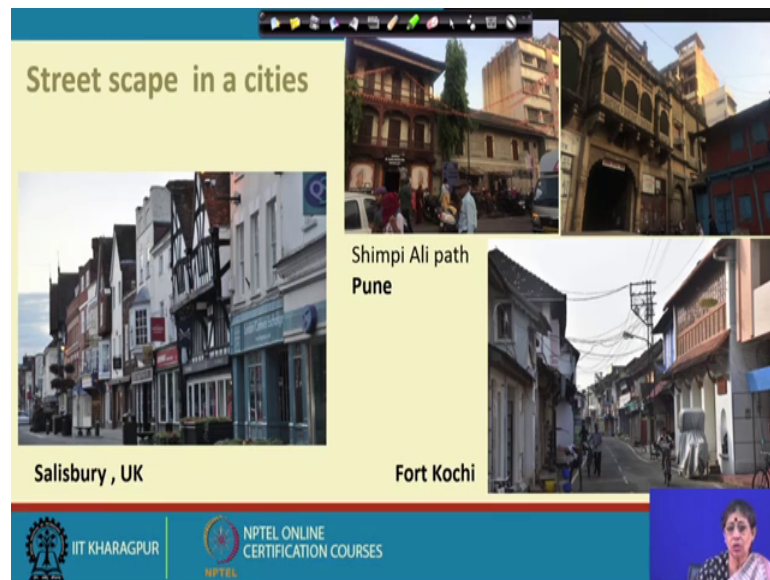 Street scape in a cities
Shimpi Ali path
Pune
Salisbury , UK
Fort Kochi
IIT KHARAGPUR
NPTEL
NPTEL ONLINE
CERTIFICATION COURSES